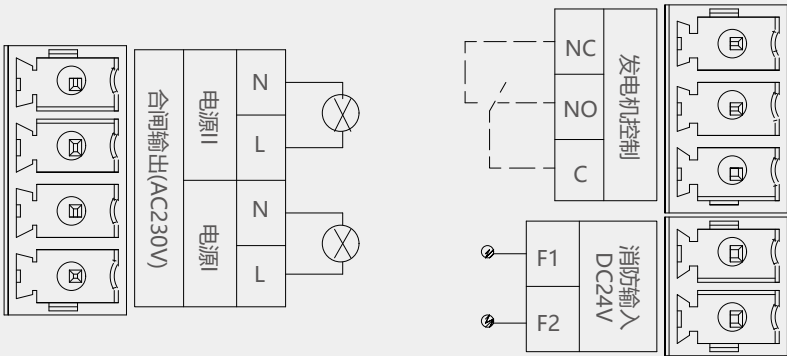 合闸输出(AC230V)
电源II
N
L
电源I
N
L
NC
NO
C
发电机控制
F1
F2
消防输入
DC24V